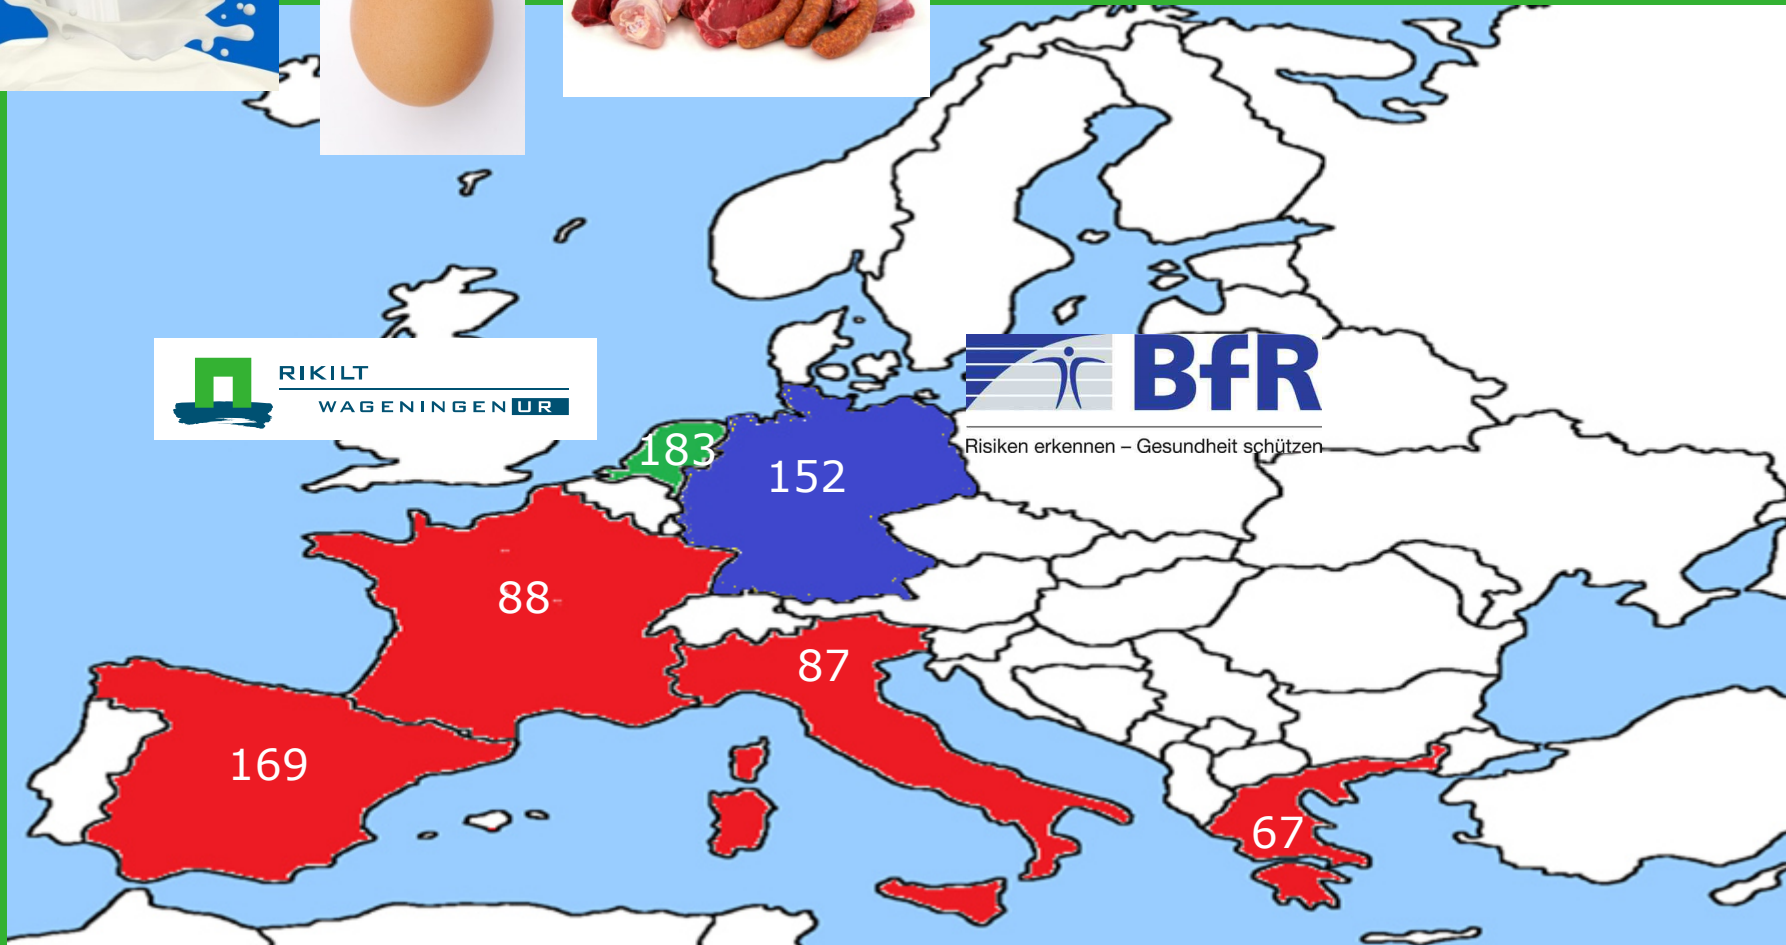 RIKILT
WAGENINGEN UR
BfR
Risiken erkennen – Gesundheit schützen
183
152
88
87
169
67